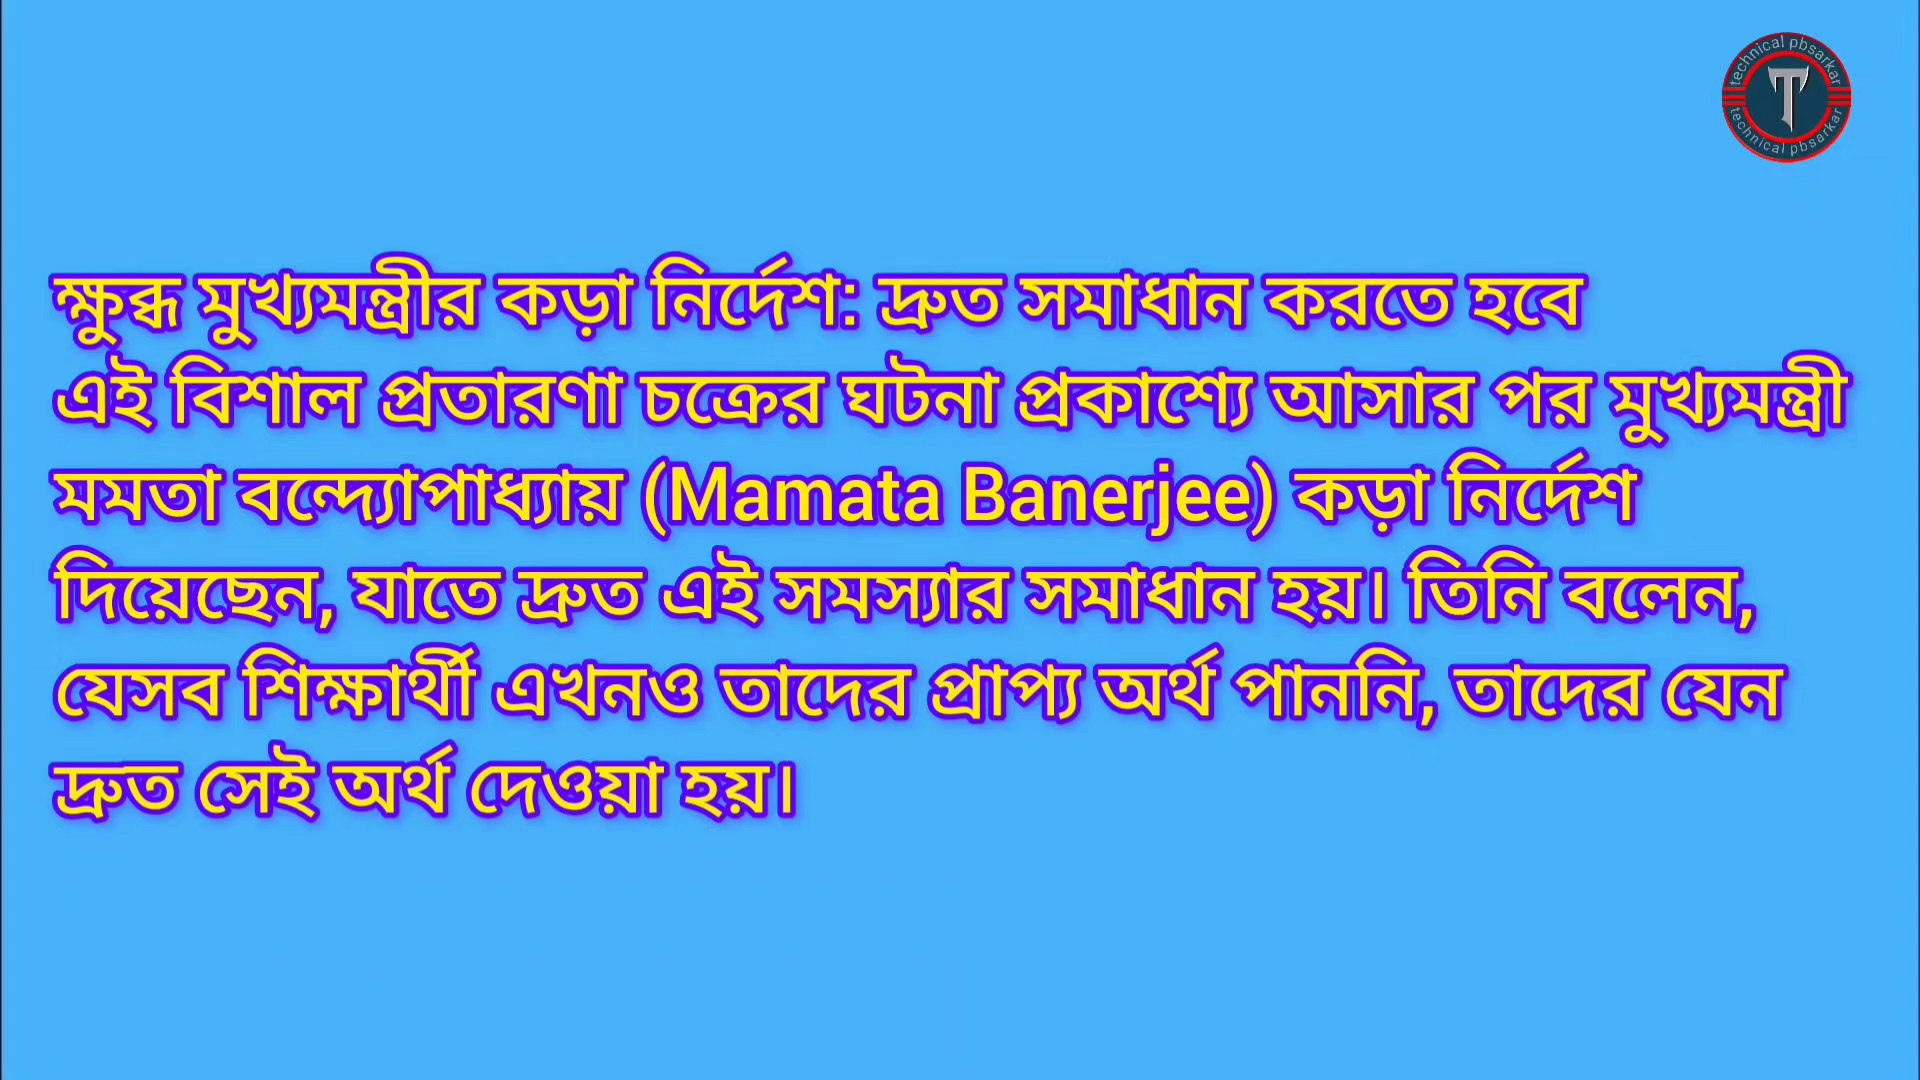 technical pbsarkar
T
technical pbsarkar
ক্ষুব্ধ মুখ্যমন্ত্রীর কড়া নির্দেশ: দ্রুত সমাধান করতে হবে
এই বিশাল প্রতারণা চক্রের ঘটনা প্রকাশ্যে আসার পর মুখ্যমন্ত্রী
মমতা বন্দ্যোপাধ্যায় (Mamata Banerjee) কড়া নির্দেশ
দিয়েছেন, যাতে দ্রুত এই সমস্যার সমাধান হয়। তিনি বলেন,
যেসব শিক্ষার্থী এখনও তাদের প্রাপ্য অর্থ পাননি, তাদের যেন
দ্রুত সেই অর্থ দেওয়া হয়।